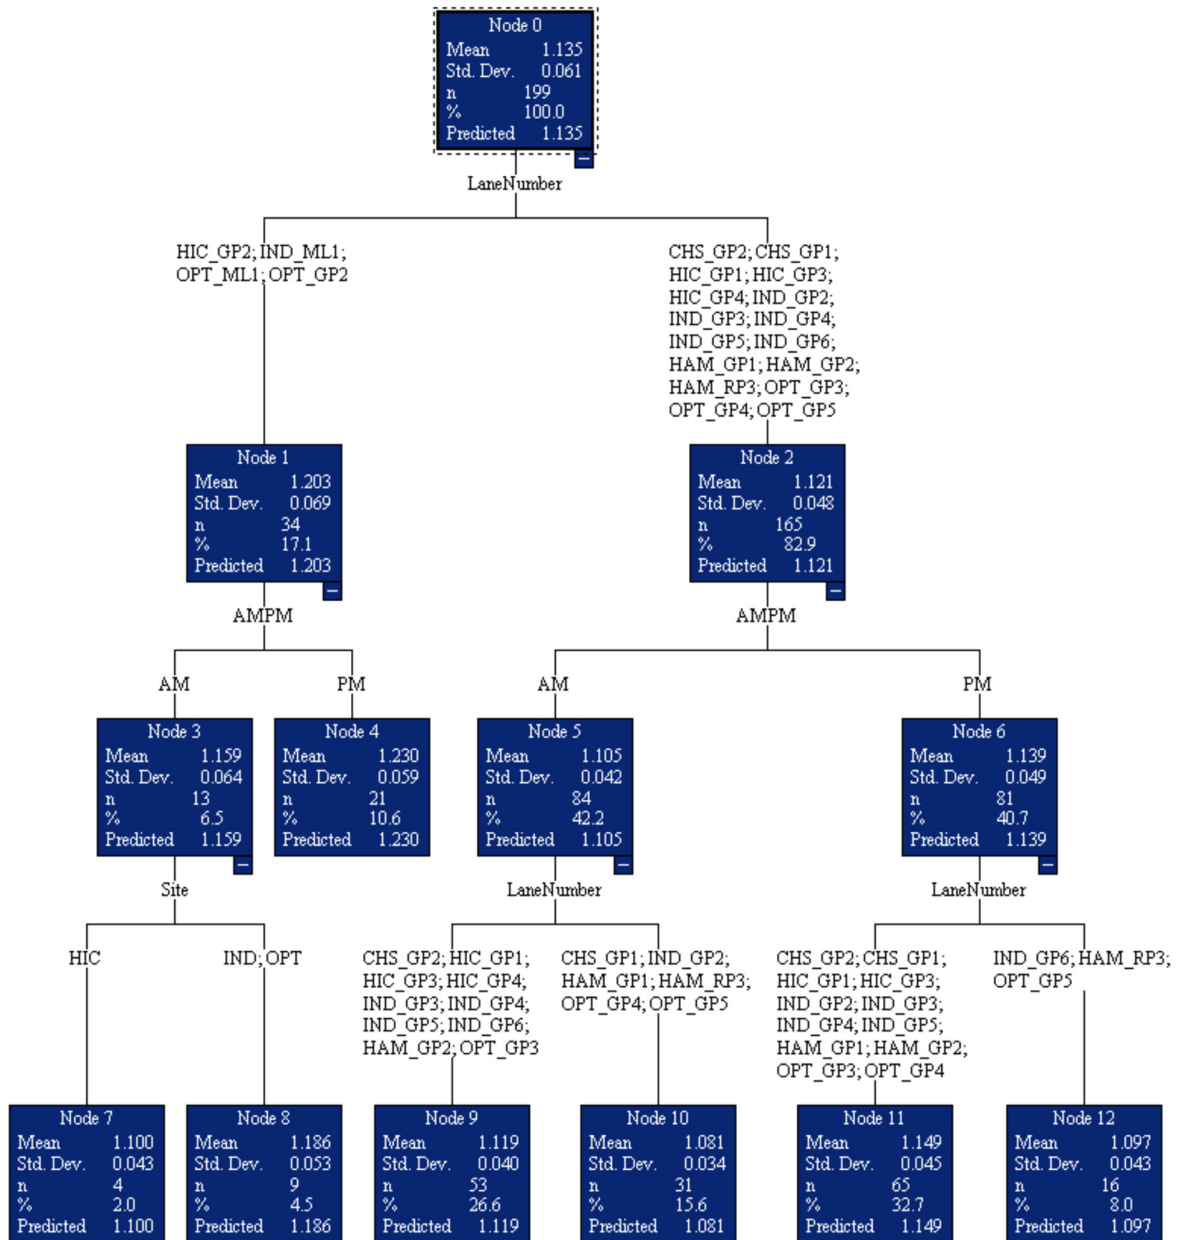 Node 0
Mean 1.135
Std. Dev. 0.061
n 199
% 100.0
Predicted 1.135
LaneNumber
HIC_GP2; IND_ML1;
OPT_ML1; OPT_GP2
CHS_GP2; CHS_GP1;
HIC_GP1; HIC_GP3;
HIC_GP4; IND_GP2;
IND_GP3; IND_GP4;
IND_GP5; IND_GP6;
HAM_GP1; HAM_GP2;
HAM_RP3; OPT_GP3;
OPT_GP4; OPT_GP5
Node 1
Mean 1.203
Std. Dev. 0.069
n 34
% 17.1
Predicted 1.203
Node 2
Mean 1.121
Std. Dev. 0.048
n 165
% 82.9
Predicted 1.121
AMPM
AMPM
AM
PM
AM
PM
Node 3
Mean 1.159
Std. Dev. 0.064
n 13
% 6.5
Predicted 1.159
Node 4
Mean 1.230
Std. Dev. 0.059
n 21
% 10.6
Predicted 1.230
Node 5
Mean 1.105
Std. Dev. 0.042
n 84
% 42.2
Predicted 1.105
Node 6
Mean 1.139
Std. Dev. 0.049
n 81
% 40.7
Predicted 1.139
Site
LaneNumber
LaneNumber
HIC
IND; OPT
CHS_GP2; HIC_GP1;
HIC_GP3; HIC_GP4;
IND_GP3; IND_GP4;
IND_GP5; IND_GP6;
HAM_GP2; OPT_GP3
CHS_GP1; IND_GP2;
HAM_GP1; HAM_RP3;
OPT_GP4; OPT_GP5
CHS_GP2; CHS_GP1;
HIC_GP1; HIC_GP3;
IND_GP2; IND_GP3;
IND_GP4; IND_GP5;
HAM_GP1; HAM_GP2;
OPT_GP3; OPT_GP4
IND_GP6; HAM_RP3;
OPT_GP5
Node 7
Mean 1.100
Std. Dev. 0.043
n 4
% 2.0
Predicted 1.100
Node 8
Mean 1.186
Std. Dev. 0.053
n 9
% 4.5
Predicted 1.186
Node 9
Mean 1.119
Std. Dev. 0.040
n 53
% 26.6
Predicted 1.119
Node 10
Mean 1.081
Std. Dev. 0.034
n 31
% 15.6
Predicted 1.081
Node 11
Mean 1.149
Std. Dev. 0.045
n 65
% 32.7
Predicted 1.149
Node 12
Mean 1.097
Std. Dev. 0.043
n 16
% 8.0
Predicted 1.097